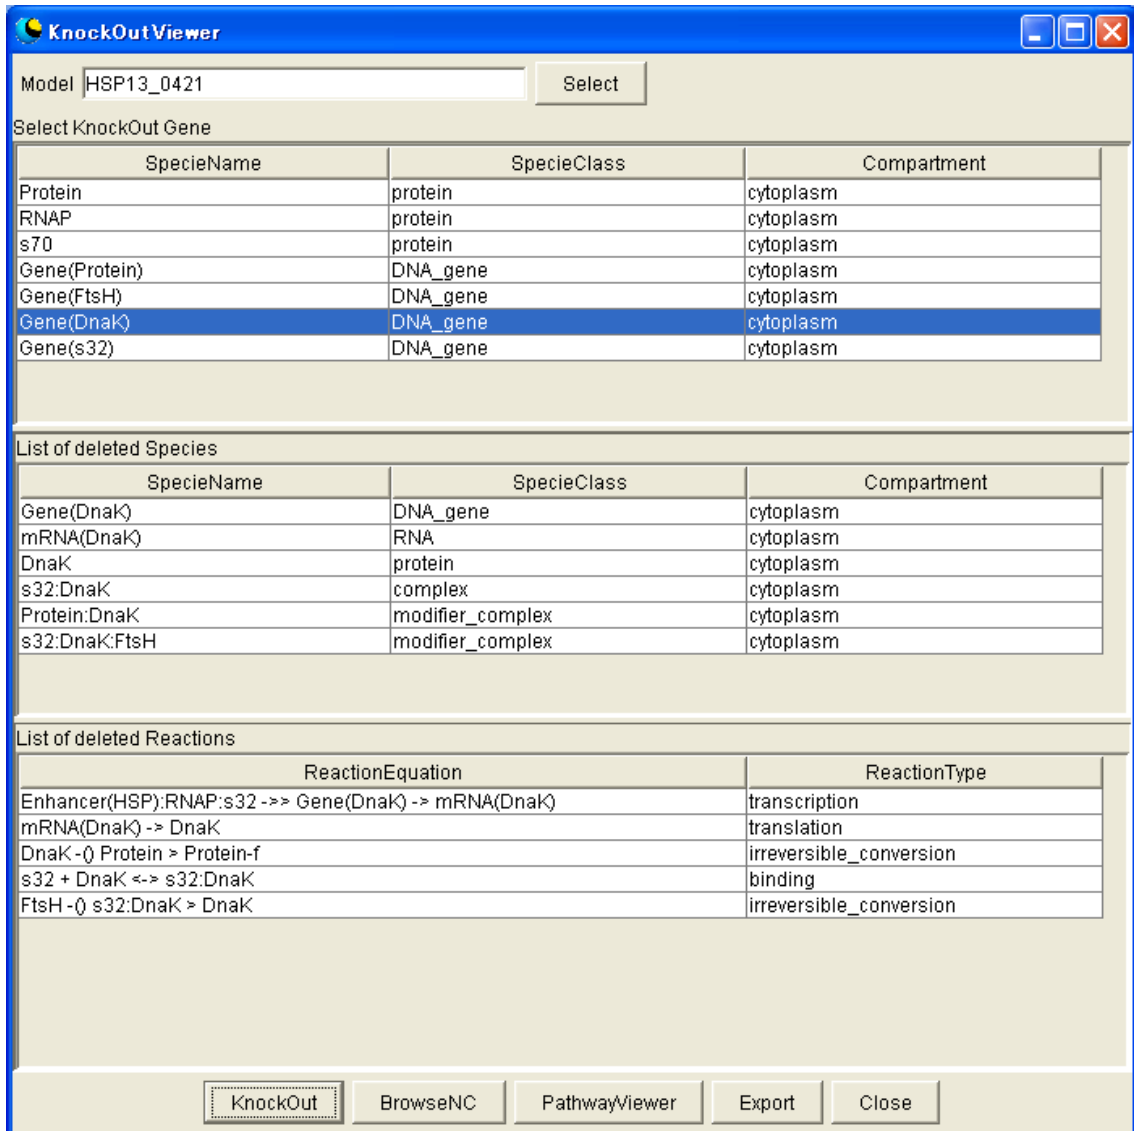 KnockOutViewer
Model HSP13_0421 Select
Select KnockOut Gene
SpecieName SpecieClass Compartment
Protein protein cytoplasm
RNAP protein cytoplasm
s70 protein cytoplasm
Gene(Protein) DNA_gene cytoplasm
Gene(FtsH) DNA_gene cytoplasm
Gene(DnaK) DNA_gene cytoplasm
Gene(s32) DNA_gene cytoplasm
List of deleted Species
SpecieName SpecieClass Compartment
Gene(DnaK) DNA_gene cytoplasm
mRNA(DnaK) RNA cytoplasm
DnaK protein cytoplasm
s32:DnaK complex cytoplasm
Protein:DnaK modifier_complex cytoplasm
s32:DnaK:FtsH modifier_complex cytoplasm
List of deleted Reactions
ReactionEquation ReactionType
Enhancer(HSP):RNAP:s32 ->> Gene(DnaK) -> mRNA(DnaK) transcription
mRNA(DnaK) -> DnaK translation
DnaK -() Protein > Protein-f irreversible_conversion
s32 + DnaK <-> s32:DnaK binding
FtsH -() s32:DnaK > DnaK irreversible_conversion
KnockOut BrowseNC PathwayViewer Export Close